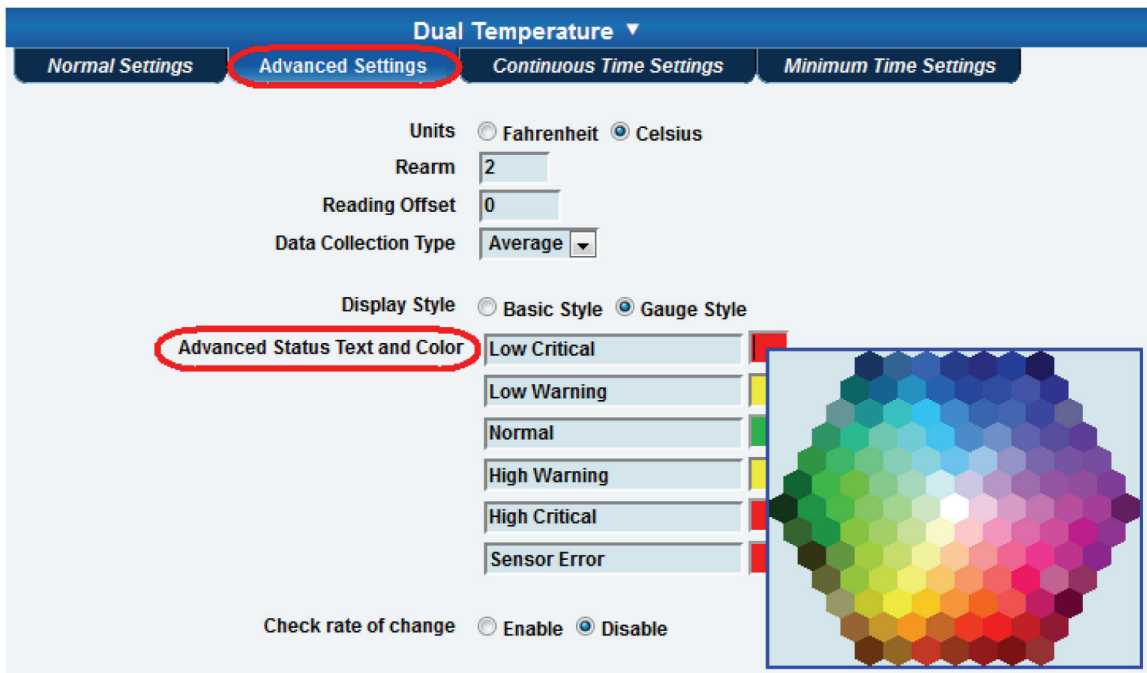 Dual Temperature ▼
Normal Settings Advanced Settings Continuous Time Settings Minimum Time Settings
Units Fahrenheit Celsius
Rearm 2
Reading Offset 0
Data Collection Type Average
Display Style Basic Style Gauge Style
Advanced Status Text and Color Low Critical
Low Warning
Normal
High Warning
High Critical
Sensor Error
Check rate of change Enable Disable